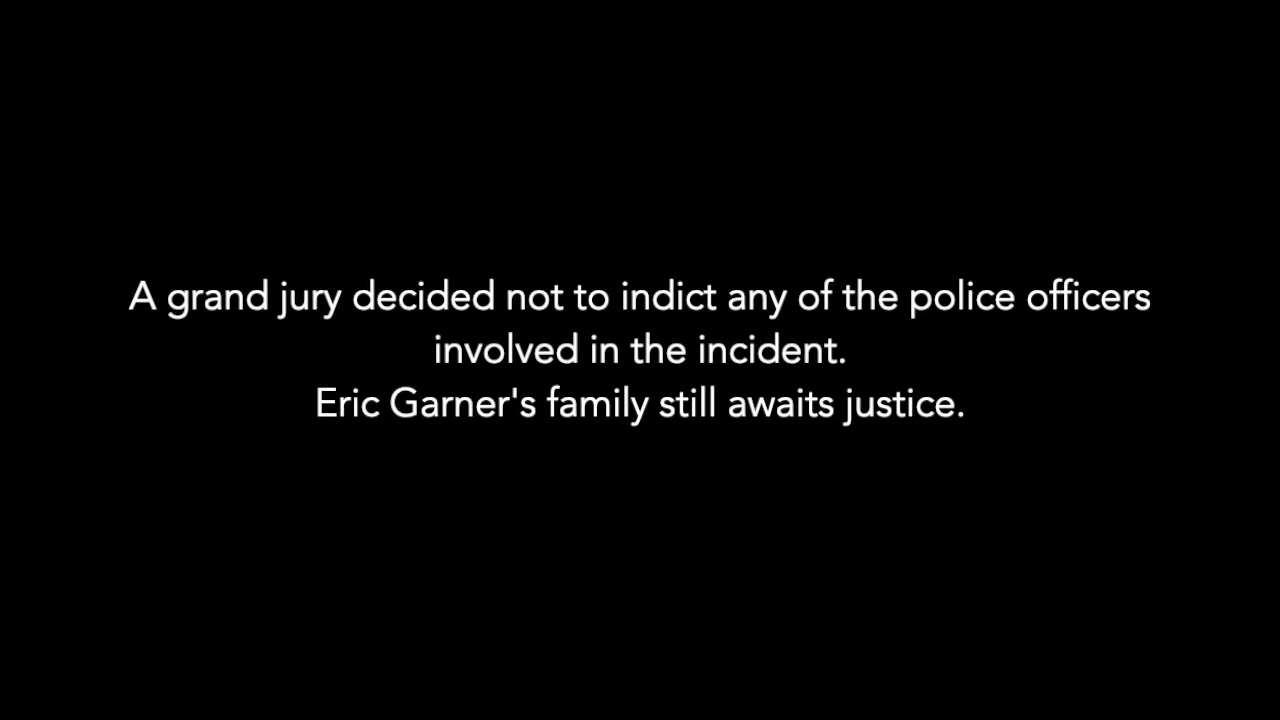 A grand jury decided not to indict any of the police officers
involved in the incident.
Eric Garner's family still awaits justice.